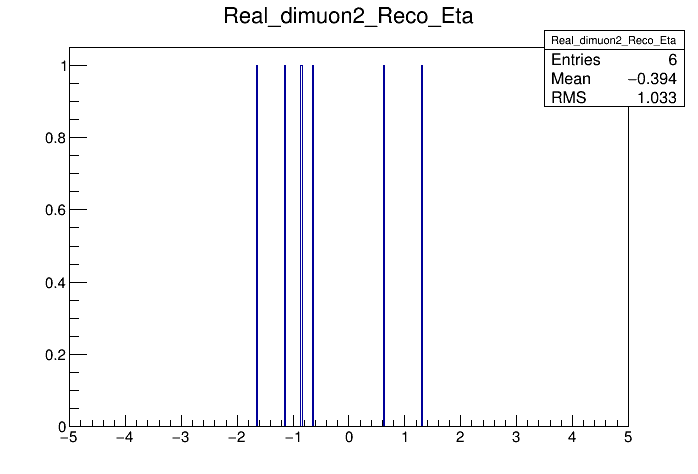 Real_dimuon2_Reco_Eta
Real_dimuon2_Reco_Eta
Entries 6
Mean −0.394
RMS 1.033
1
0.8
0.6
0.4
0.2
0
−5 −4 −3 −2 −1 0 1 2 3 4 5